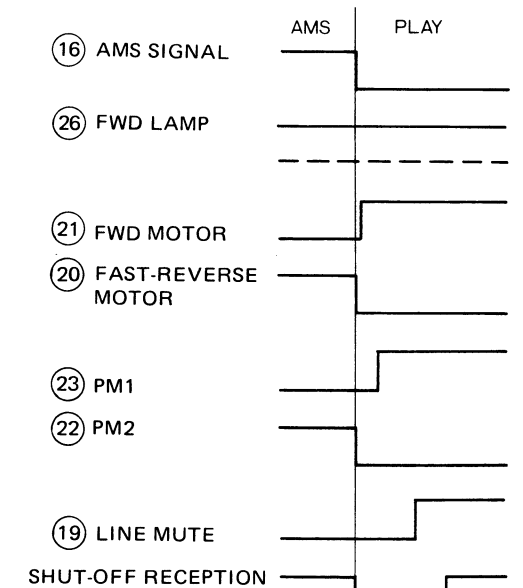 AMS PLAY
16 AMS SIGNAL
26 FWD LAMP
21 FWD MOTOR
20 FAST-REVERSE
MOTOR
23 PM1
22 PM2
19 LINE MUTE
SHUT-OFF RECEPTION